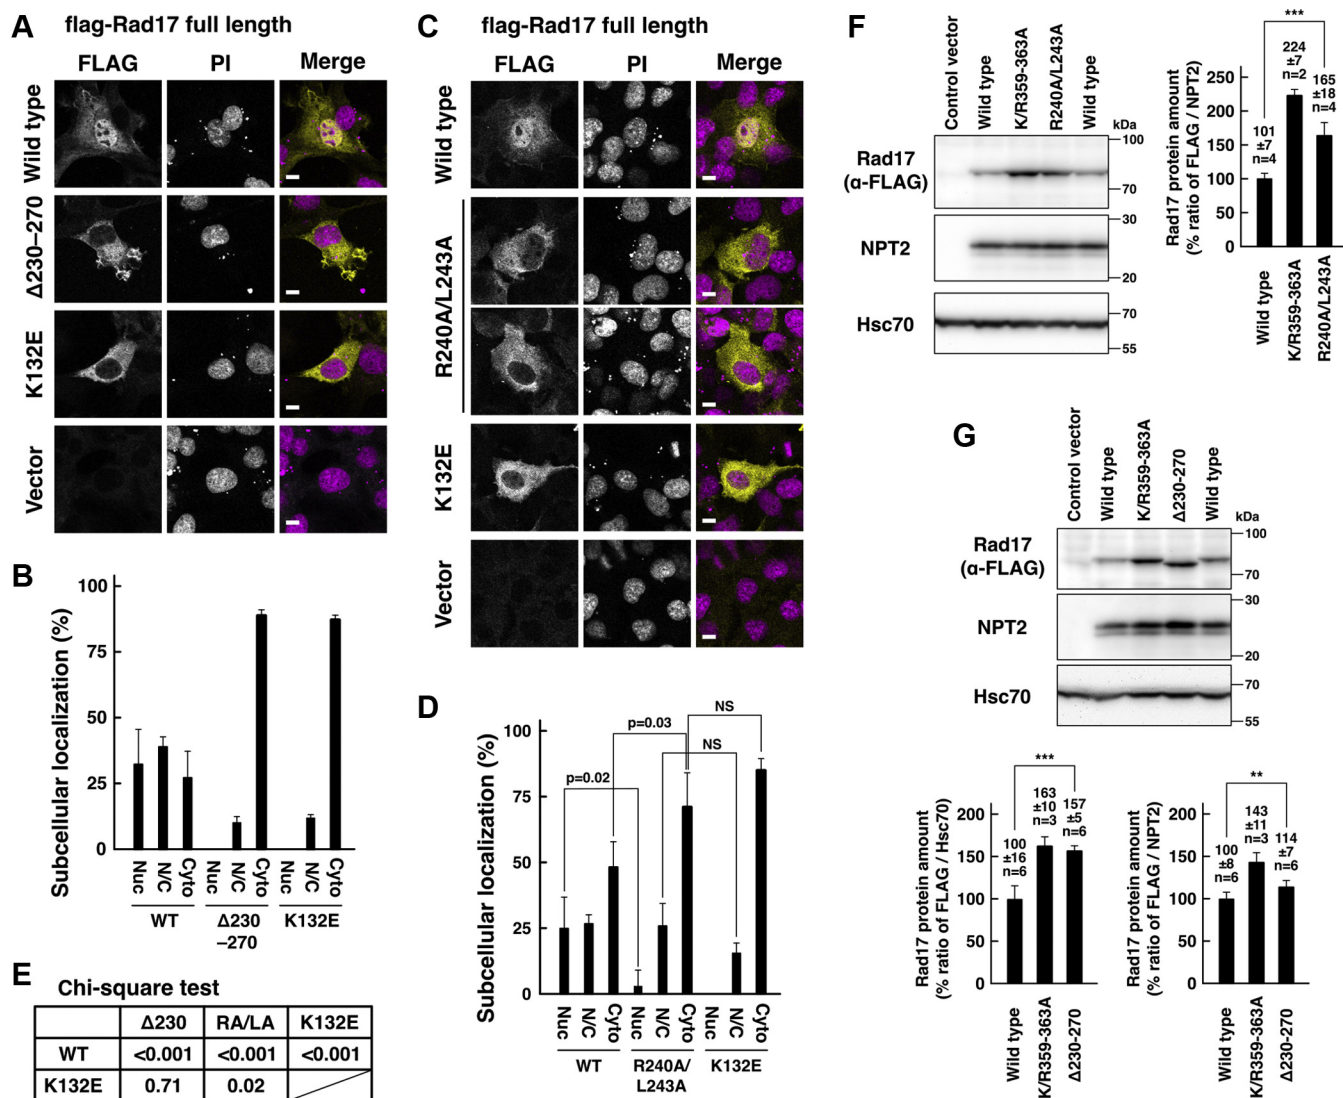 A
flag-Rad17 full length
FLAG
PI
Merge
Wild type
Δ230–270
K132E
Vector
B
Subcellular localization (%)
100
75
50
25
0
Nuc
N/C
Cyto
Nuc
N/C
Cyto
Nuc
N/C
Cyto
WT
Δ230
–270
K132E
C
flag-Rad17 full length
FLAG
PI
Merge
Wild type
R240A/L243A
K132E
Vector
D
Subcellular localization (%)
100
75
50
25
0
p=0.02
p=0.03
NS
NS
Nuc
N/C
Cyto
Nuc
N/C
Cyto
Nuc
N/C
Cyto
WT
R240A/
L243A
K132E
E
Chi-square test
Δ230 RA/LA K132E
WT <0.001 <0.001 <0.001
K132E 0.71 0.02
F
Control vector
Wild type
K/R359-363A
R240A/L243A
Wild type
kDa
Rad17
(α-FLAG)
100
70
NPT2
30
20
Hsc70
70
55
Rad17 protein amount
(% ratio of FLAG / NPT2)
250
200
150
100
50
0
***
101
±7
n=4
224
±7
n=2
165
±18
n=4
Wild type
K/R359-363A
R240A/L243A
G
Control vector
Wild type
K/R359-363A
Δ230-270
Wild type
kDa
Rad17
(α-FLAG)
100
70
NPT2
30
20
Hsc70
70
55
Rad17 protein amount
(% ratio of FLAG / Hsc70)
200
150
100
50
0
***
100
±16
n=6
163
±10
n=3
157
±5
n=6
Wild type
K/R359-363A
Δ230-270
Rad17 protein amount
(% ratio of FLAG / NPT2)
200
150
100
50
0
**
100
±8
n=6
143
±11
n=3
114
±7
n=6
Wild type
K/R359-363A
Δ230-270